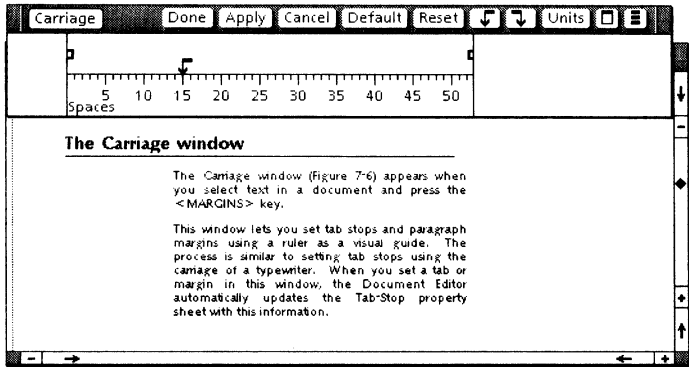 Carriage Done Apply Cancel Default Reset Units
5 10 15 20 25 30 35 40 45 50
Spaces
The Carriage window
The Carriage window (Figure 7-6) appears when
you select text in a document and press the
<MARGINS> key.
This window lets you set tab stops and paragraph
margins using a ruler as a visual guide. The
process is similar to setting tab stops using the
carriage of a typewriter. When you set a tab or
margin in this window, the Document Editor
automatically updates the Tab-Stop property
sheet with this information.